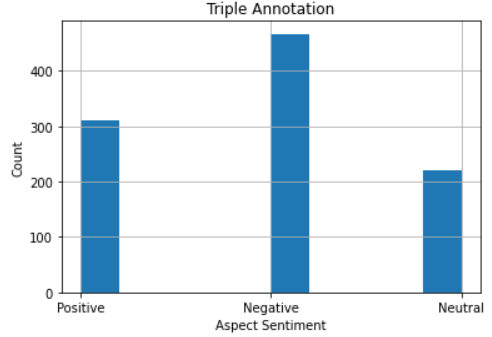 Triple Annotation
400
300
200
100
0
Count
Positive
Negative
Neutral
Aspect Sentiment